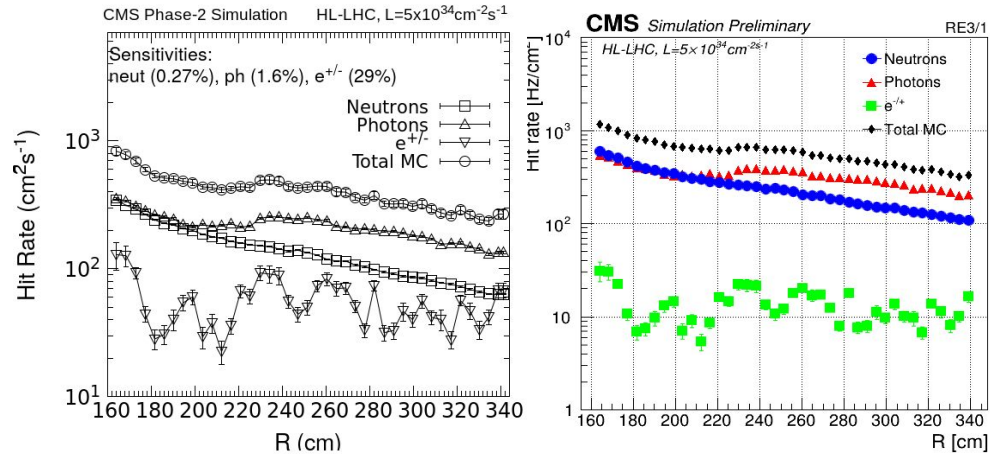 CMS Phase-2 Simulation HL-LHC, L=5x10³⁴cm⁻²s⁻¹
Sensitivities:
neut (0.27%), ph (1.6%), e⁺/⁻ (29%)
Neutrons
Photons
e⁺/⁻
Total MC
Hit Rate (cm²s⁻¹)
10³
10²
10¹
160 180 200 220 240 260 280 300 320 340
R (cm)
CMS Simulation Preliminary RE3/1
HL-LHC, L=5×10³⁴cm⁻²ˢ⁻¹
Neutrons
Photons
e⁻/⁺
Total MC
Hit rate [Hz/cm²]
10⁴
10³
10²
10
1
160 180 200 220 240 260 280 300 320 340
R [cm]